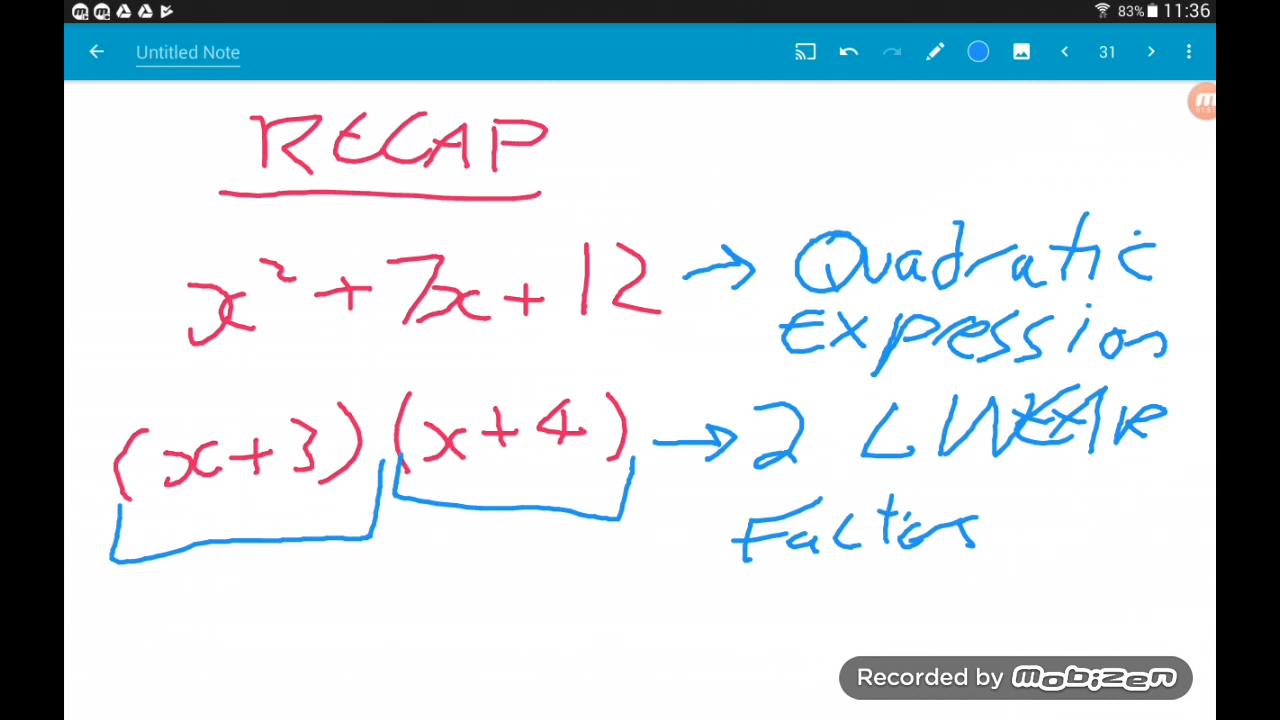 83% 11:36
Untitled Note 31
RECAP
x² + 7x + 12 → Quadratic
Expression
(x+3)(x+4) → 2 LINEAR
Factors
Recorded by mobizen